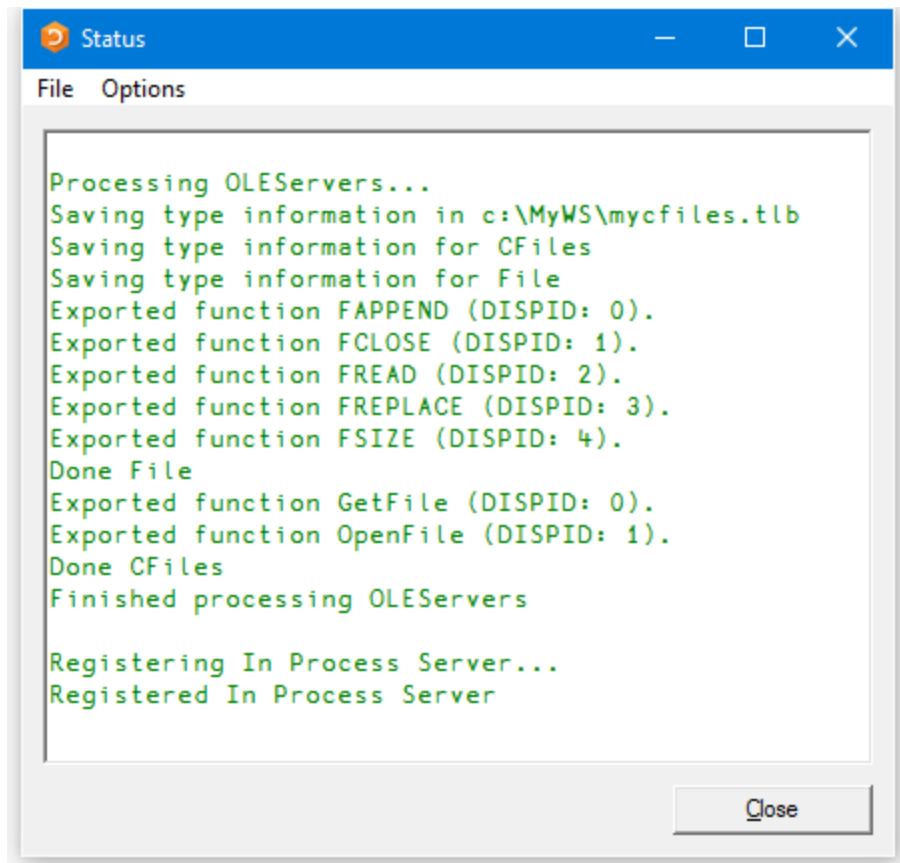 Status
File Options
Processing OLEServers...
Saving type information in c:\MyWS\mycfiles.tlb
Saving type information for CFiles
Saving type information for File
Exported function FAPPEND (DISPID: 0).
Exported function FCLOSE (DISPID: 1).
Exported function FREAD (DISPID: 2).
Exported function FREPLACE (DISPID: 3).
Exported function FSIZE (DISPID: 4).
Done File
Exported function GetFile (DISPID: 0).
Exported function OpenFile (DISPID: 1).
Done CFiles
Finished processing OLEServers
Registering In Process Server...
Registered In Process Server
Close